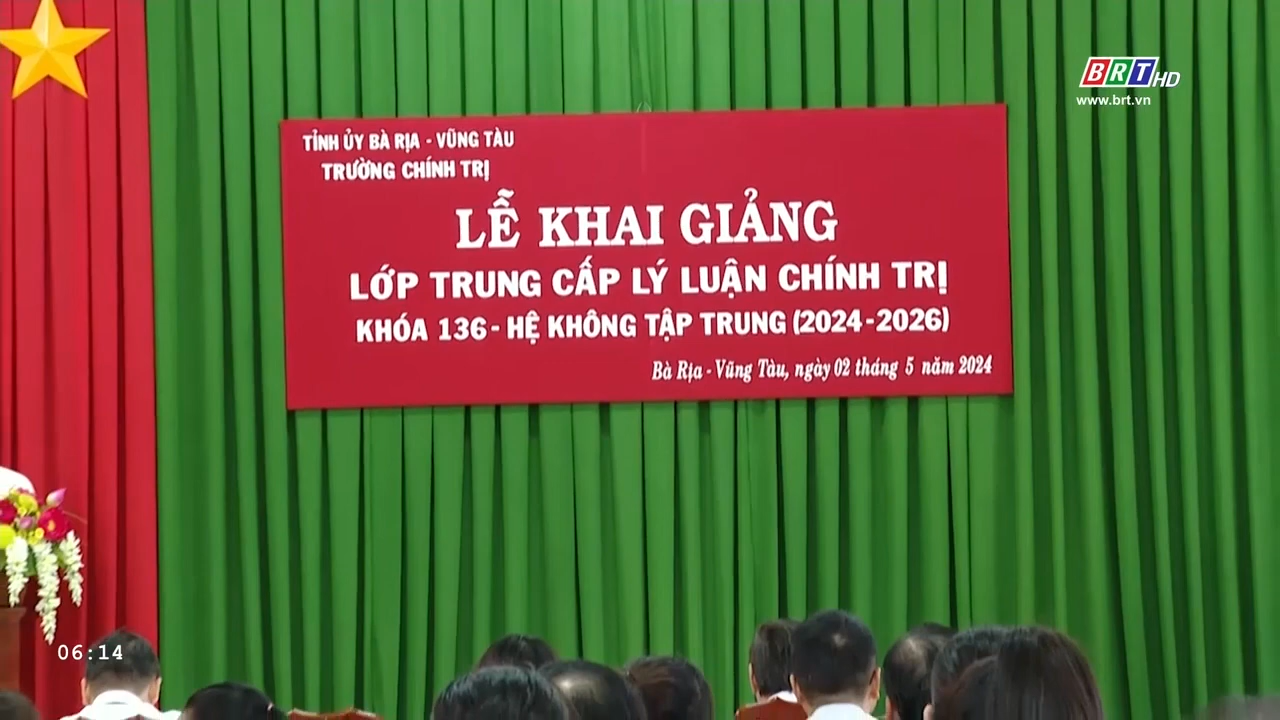 BRT HD
www.brt.vn
TỈNH ỦY BÀ RỊA - VŨNG TÀU
TRƯỜNG CHÍNH TRỊ
LỄ KHAI GIẢNG
LỚP TRUNG CẤP LÝ LUẬN CHÍNH TRỊ
KHÓA 136 - HỆ KHÔNG TẬP TRUNG (2024-2026)
Bà Rịa - Vũng Tàu, ngày 02 tháng 5 năm 2024
06:14